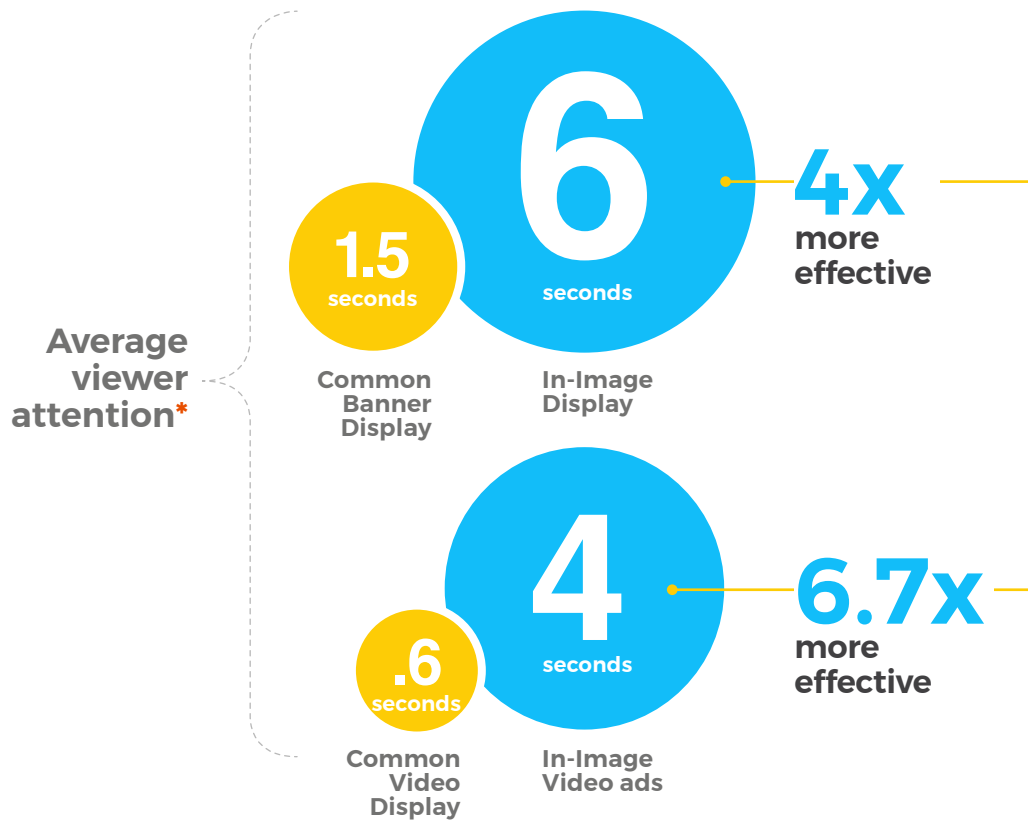 Average
viewer
attention*
1.5
seconds
Common
Banner
Display
6
seconds
In-Image
Display
4x
more
effective
.6
seconds
Common
Video
Display
4
seconds
In-Image
Video ads
6.7x
more
effective